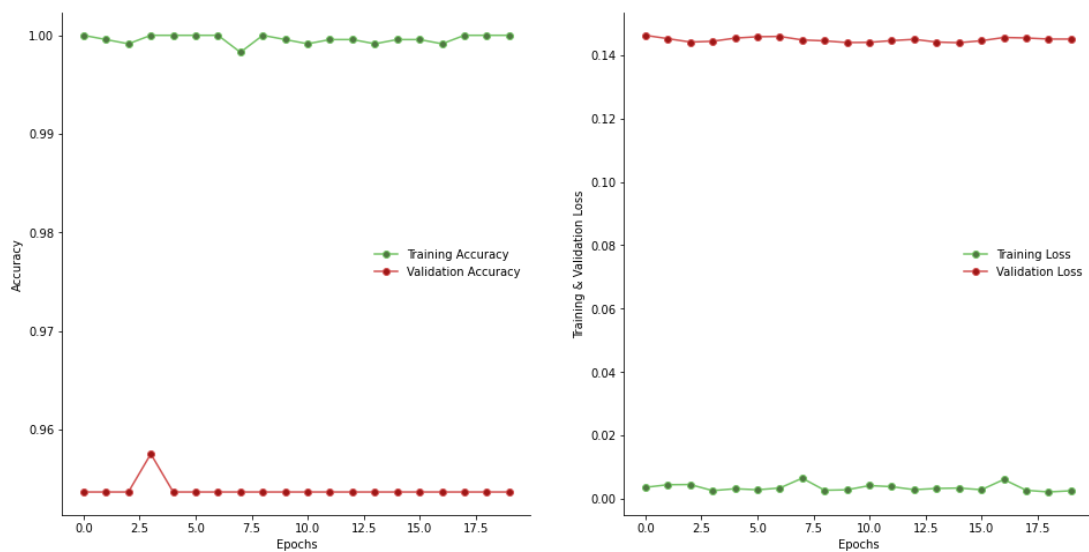 1.00
0.99
0.98
0.97
0.96
Accuracy
Training Accuracy
Validation Accuracy
0.0 2.5 5.0 7.5 10.0 12.5 15.0 17.5
Epochs
0.14
0.12
0.10
0.08
0.06
0.04
0.02
0.00
Training & Validation Loss
Training Loss
Validation Loss
0.0 2.5 5.0 7.5 10.0 12.5 15.0 17.5
Epochs